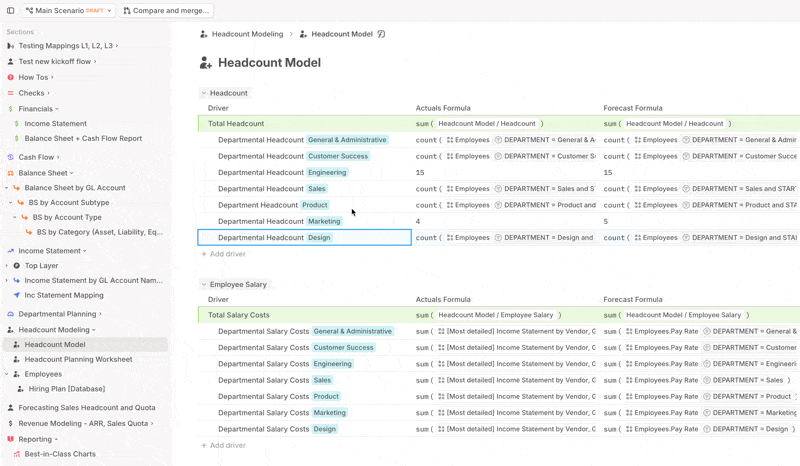 Main Scenario DRAFT
Compare and merge...
Sections
Testing Mappings L1, L2, L3
Test new kickoff flow
How Tos
Checks
Financials
Income Statement
Balance Sheet + Cash Flow Report
Cash Flow
Balance Sheet
Balance Sheet by GL Account
BS by Account Subtype
BS by Account Type
BS by Category (Asset, Liability, Eq...
Income Statement
Top Layer
Income Statement by GL Account Nam...
Inc Statement Mapping
Departmental Planning
Headcount Modeling
Headcount Model
Headcount Planning Worksheet
Employees
Hiring Plan [Database]
Forecasting Sales Headcount and Quota
Revenue Modeling - ARR, Sales Quota
Reporting
Best-in-Class Charts
Headcount Modeling > Headcount Model
Headcount Model
Headcount
Driver Actuals Formula Forecast Formula
Total Headcount sum( Headcount Model / Headcount ) sum( Headcount Model / Headcount )
Departmental Headcount General & Administrative count( Employees DEPARTMENT = General & A count( Employees DEPARTMENT = General & Admir
Departmental Headcount Customer Success count( Employees DEPARTMENT = Customer S count( Employees DEPARTMENT = Customer Succe
Departmental Headcount Engineering 15 15
Departmental Headcount Sales count( Employees DEPARTMENT = Sales and S count( Employees DEPARTMENT = Sales and START
Department Headcount Product count( Employees DEPARTMENT = Product and count( Employees DEPARTMENT = Product and STA
Departmental Headcount Marketing 4 5
Departmental Headcount Design count( Employees DEPARTMENT = Design and count( Employees DEPARTMENT = Design and STAI
+ Add driver
Employee Salary
Driver Actuals Formula Forecast Formula
Total Salary Costs sum( Headcount Model / Employee Salary ) sum( Headcount Model / Employee Salary )
Departmental Salary Costs General & Administrative sum( [Most detailed] Income Statement by Vendor, G sum( Employees.Pay Rate DEPARTMENT = General &
Departmental Salary Costs Customer Success sum( [Most detailed] Income Statement by Vendor, G sum( Employees.Pay Rate DEPARTMENT = Customer
Departmental Salary Costs Engineering sum( [Most detailed] Income Statement by Vendor, G sum( Employees.Pay Rate DEPARTMENT = Engineeri
Departmental Salary Costs Sales sum( [Most detailed] Income Statement by Vendor, G sum( Employees.Pay Rate DEPARTMENT = Sales )
Departmental Salary Costs Product sum( [Most detailed] Income Statement by Vendor, G sum( Employees.Pay Rate DEPARTMENT = Product )
Departmental Salary Costs Marketing sum( [Most detailed] Income Statement by Vendor, G sum( Employees.Pay Rate DEPARTMENT = Marketing
Departmental Salary Costs Design sum( [Most detailed] Income Statement by Vendor, G sum( Employees.Pay Rate DEPARTMENT = Design )
+ Add driver